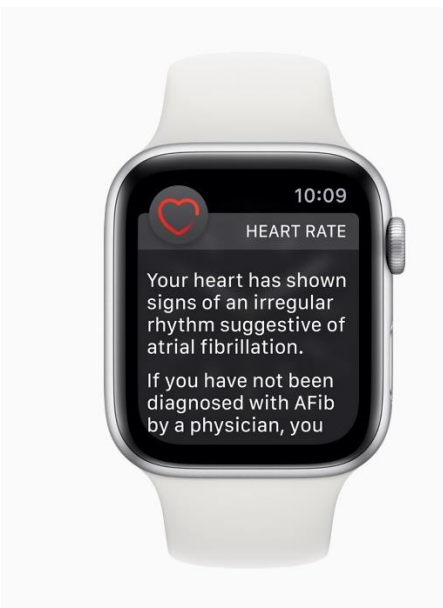 10:09
HEART RATE
Your heart has shown
signs of an irregular
rhythm suggestive of
atrial fibrillation.
If you have not been
diagnosed with AFib
by a physician, you